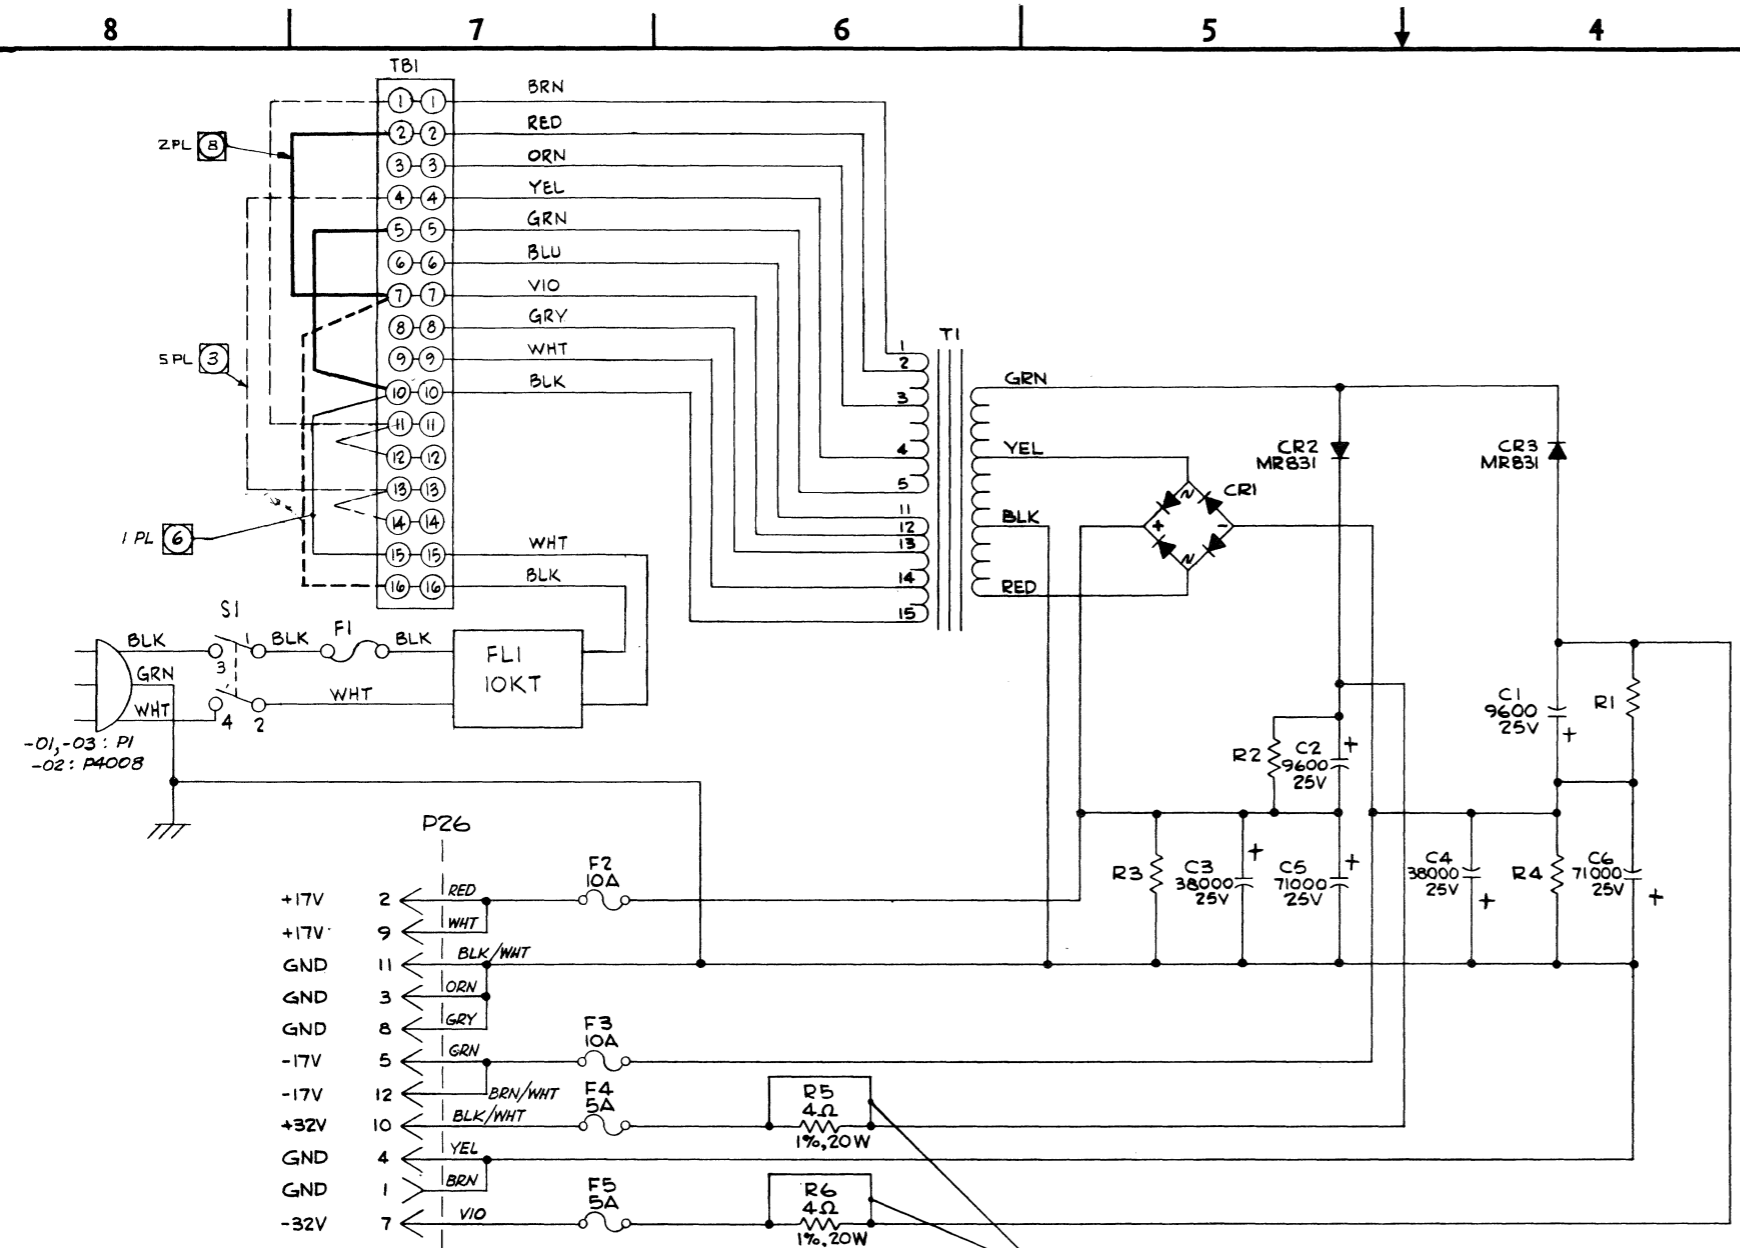 8 7 6 5 4
TB1
1 1 BRN
2 2 RED
2PL 8
3 3 ORN
4 4 YEL
5 5 GRN
6 6 BLU
7 7 VIO
8 8 GRY
5 PL 3
9 9 WHT
10 10 BLK
11 11
12 12
13 13
14 14
1 PL 6
15 15 WHT
16 16 BLK
T1
1
2
3
4
5
11
12
13
14
15
GRN
YEL
BLK
RED
CR1
+ -
CR2
MR831
CR3
MR831
S1
BLK 3 1 BLK F1 BLK
GRN
WHT 4 2 WHT
FL1
10KT
-01,-03: P1
-02: P4008
C1
9600
25V
+
R1
R2
C2
9600
25V
+
R3
C3
38000
25V
+
C5
71000
25V
+
C4
38000
25V
+
R4
C6
71000
25V
+
P26
F2
10A
+17V 2 RED
+17V 9 WHT
GND 11 BLK/WHT
GND 3 ORN
GND 8 GRY
F3
10A
-17V 5 GRN
-17V 12 BRN/WHT
F4
5A
R5
4Ω
1%,20W
+32V 10 BLK/WHT
GND 4 YEL
GND 1 BRN
F5
5A
R6
4Ω
1%,20W
-32V 7 VIO